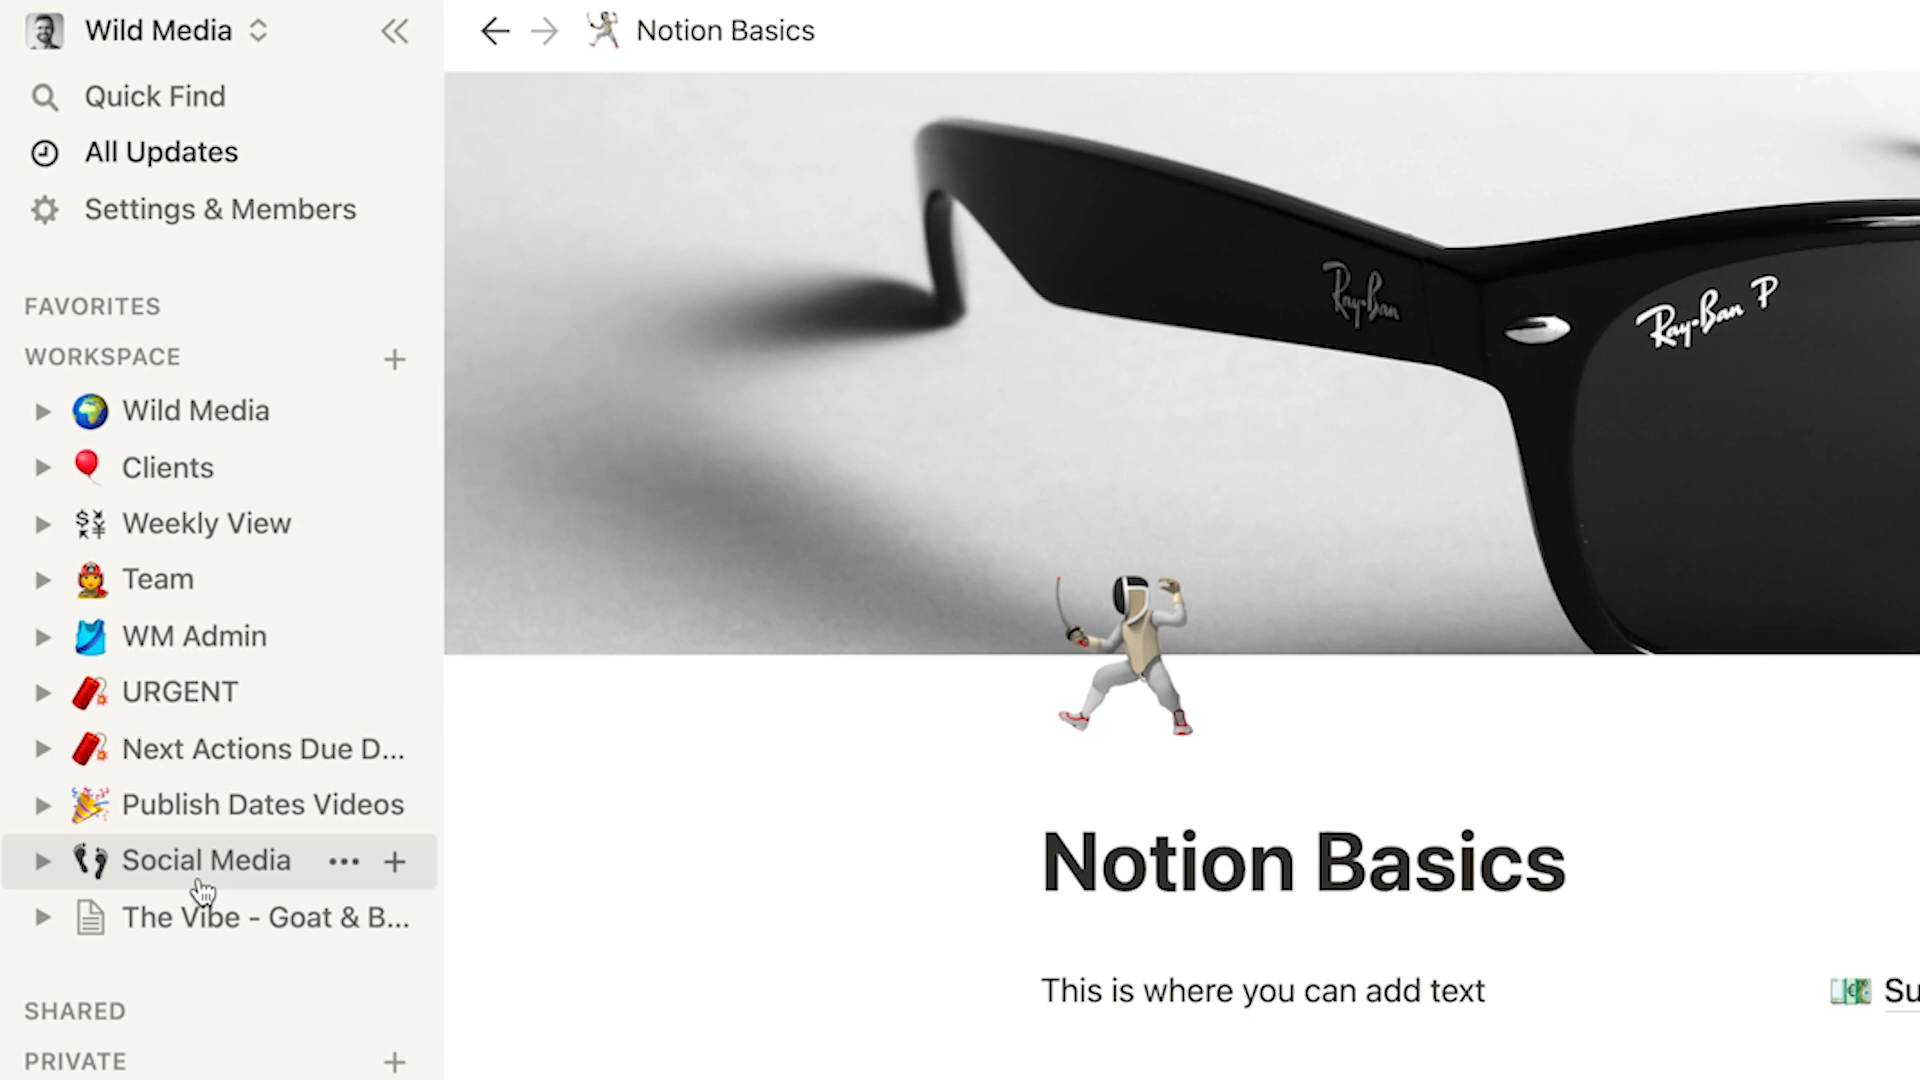 Wild Media
Quick Find
All Updates
Settings & Members
FAVORITES
WORKSPACE
Wild Media
Clients
Weekly View
Team
WM Admin
URGENT
Next Actions Due D...
Publish Dates Videos
Social Media
The Vibe - Goat & B...
SHARED
PRIVATE
Notion Basics
Ray-Ban
Ray-Ban P
Notion Basics
This is where you can add text
Su